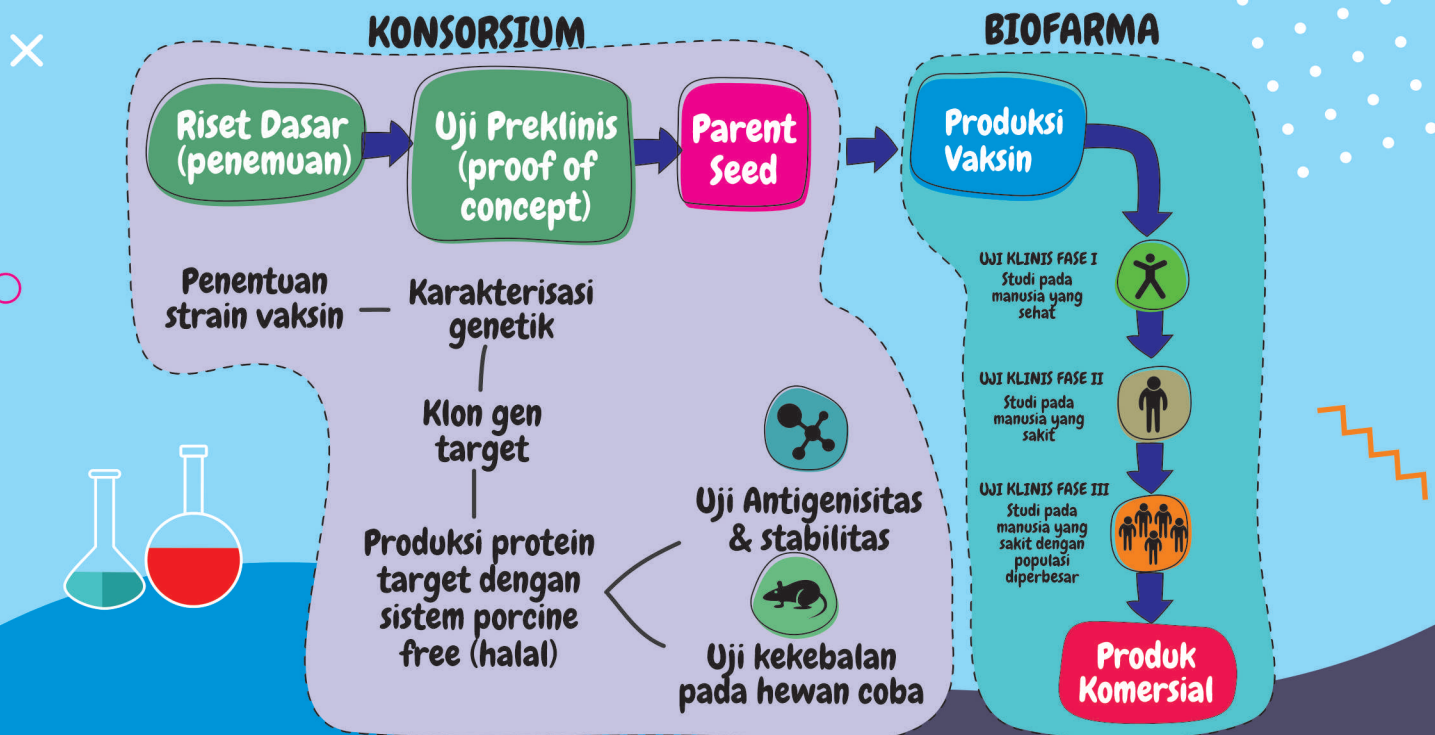 KONSORSIUM
BIOFARMA
Riset Dasar
(penemuan)
Uji Preklinis
(proof of
concept)
Parent
Seed
Produksi
Vaksin
Penentuan
strain vaksin
Karakterisasi
genetik
Klon gen
target
Produksi protein
target dengan
sistem porcine
free (halal)
Uji Antigenisitas
& stabilitas
Uji kekebalan
pada hewan coba
UJI KLINIS FASE I
Studi pada
manusia yang
sehat
UJI KLINIS FASE II
Studi pada
manusia yang
sakit
UJI KLINIS FASE III
Studi pada
manusia yang
sakit dengan
populasi
diperbesar
Produk
Komersial